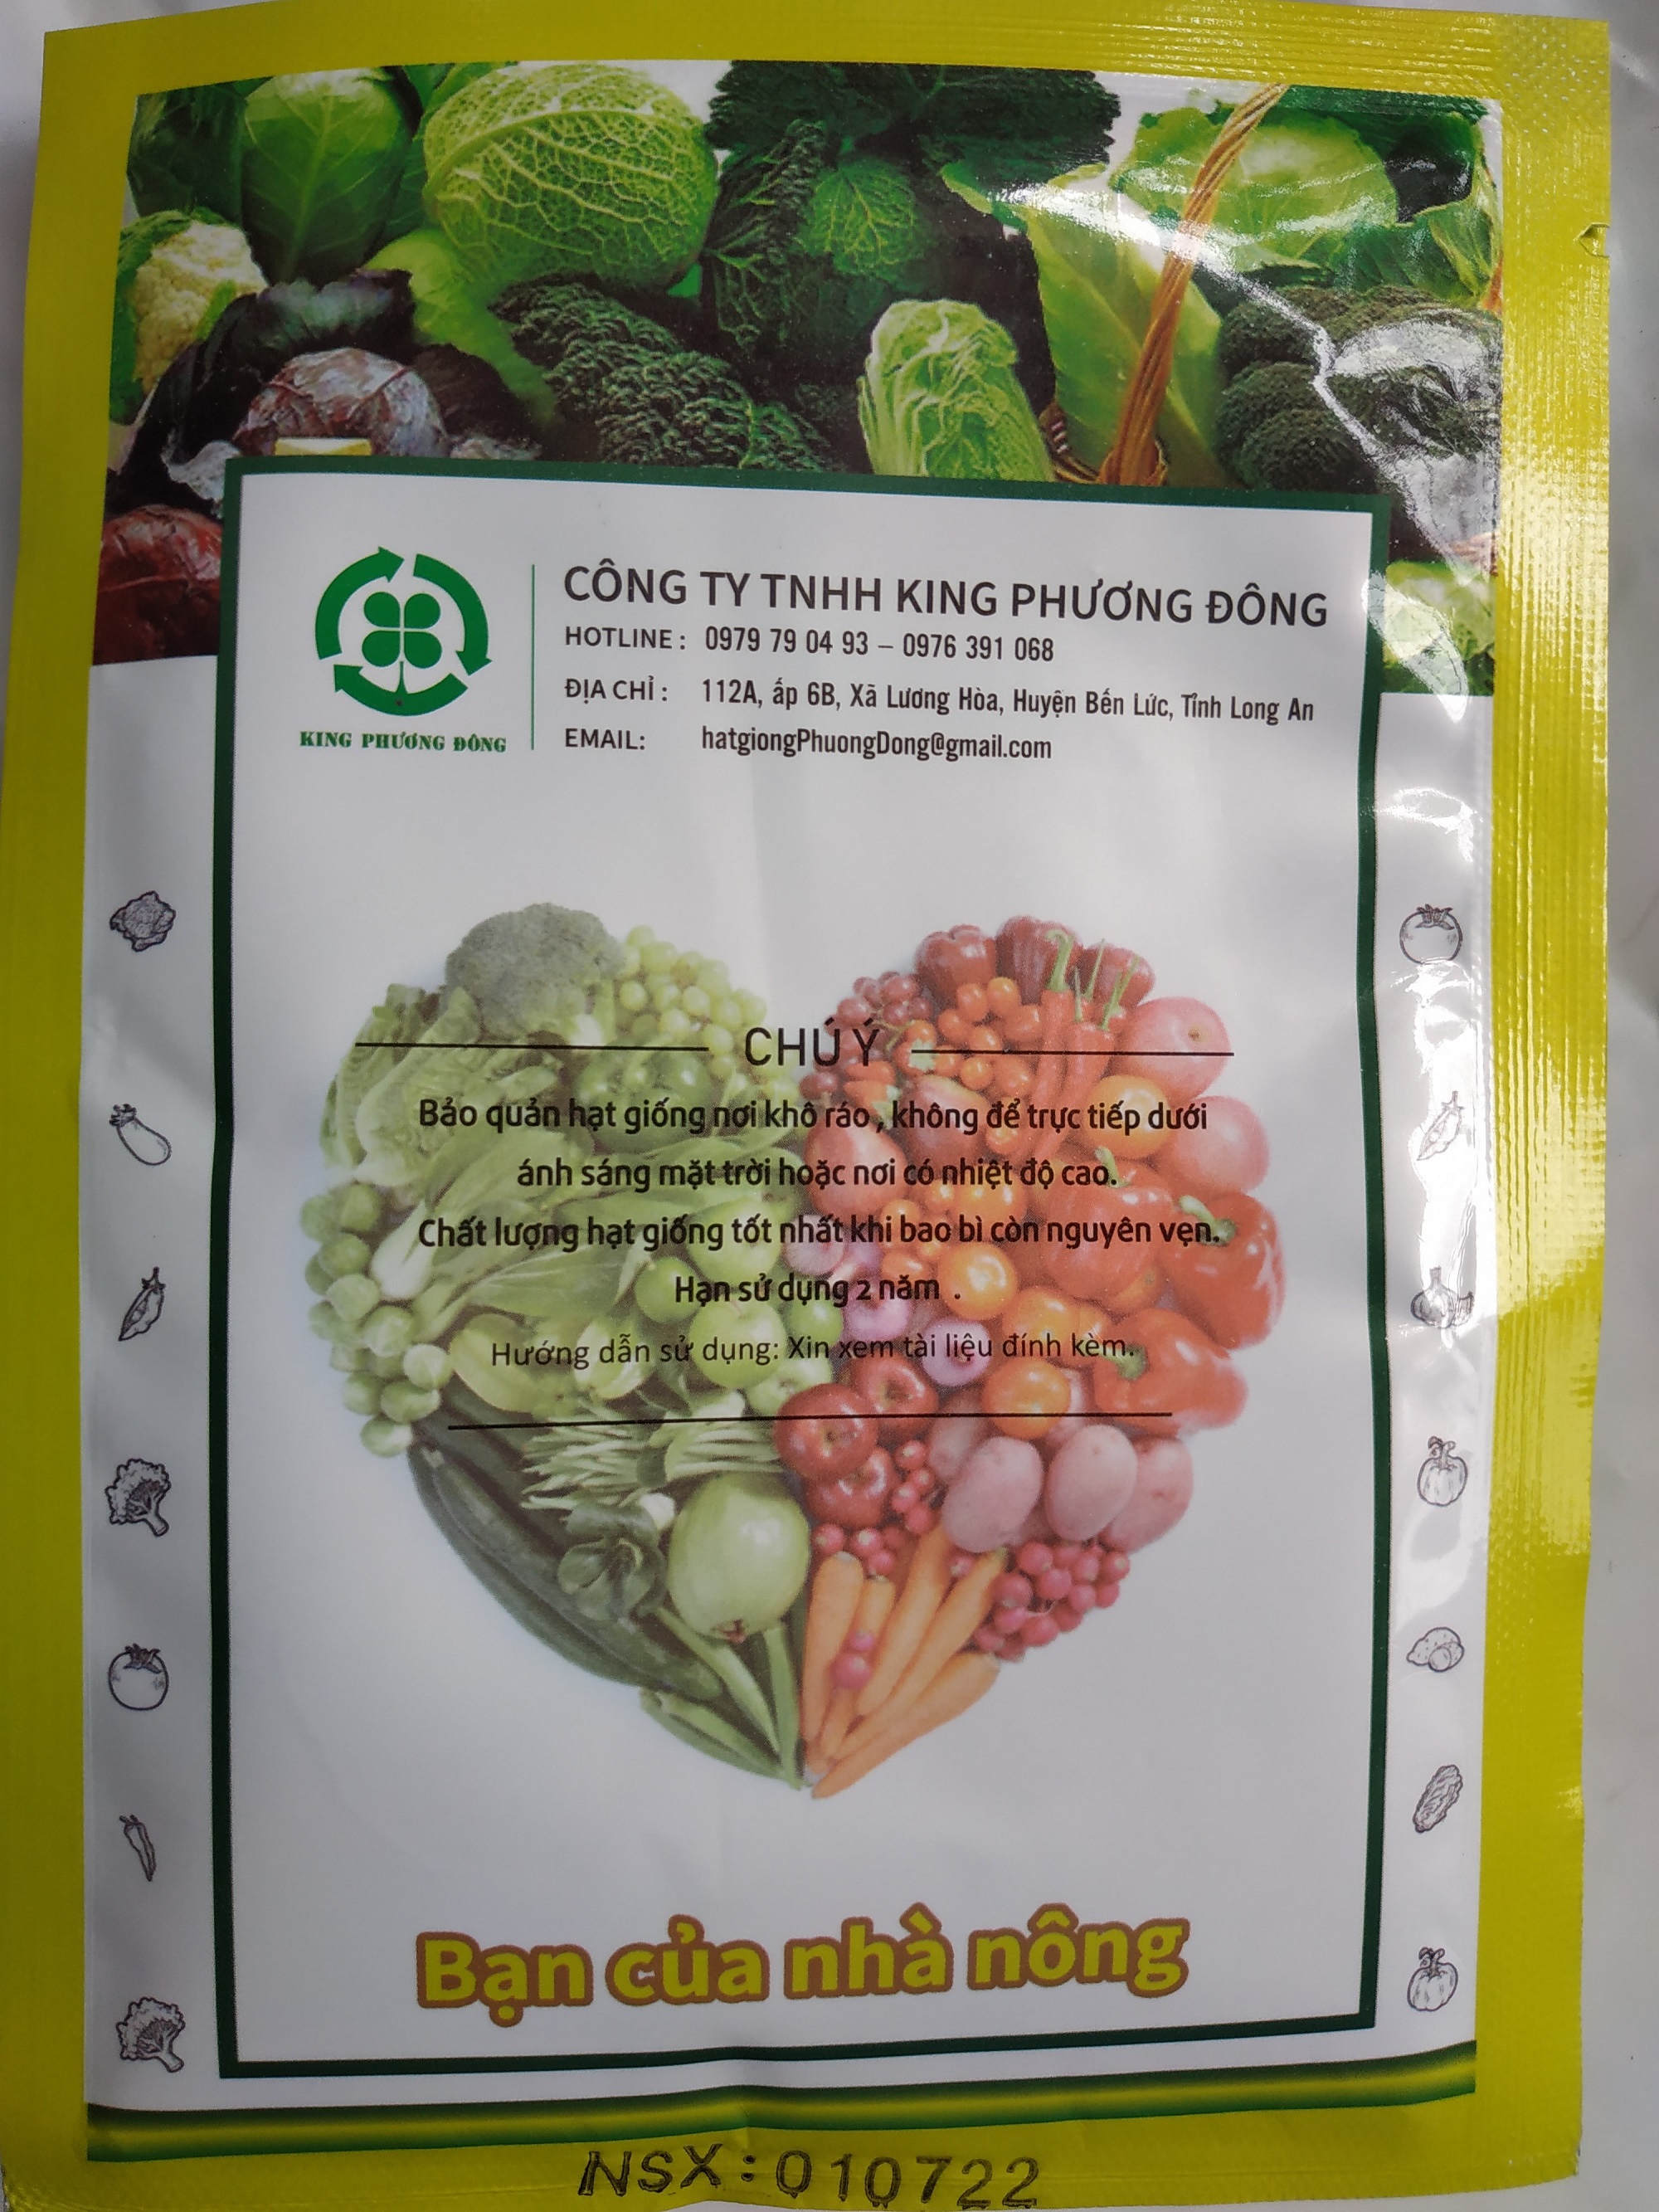 CÔNG TY TNHH KING PHƯƠNG ĐÔNG
HOTLINE : 0979 79 04 93 – 0976 391 068
ĐỊA CHỈ : 112A, ấp 6B, Xã Lương Hòa, Huyện Bến Lức, Tỉnh Long An
EMAIL: hatgiongPhuongDong@gmail.com
KING PHƯƠNG ĐÔNG
CHÚ Ý
Bảo quản hạt giống nơi khô ráo , không để trực tiếp dưới
ánh sáng mặt trời hoặc nơi có nhiệt độ cao.
Chất lượng hạt giống tốt nhất khi bao bì còn nguyên vẹn.
Hạn sử dụng 2 năm .
Hướng dẫn sử dụng: Xin xem tài liệu đính kèm.
Bạn của nhà nông
NSX: 010722